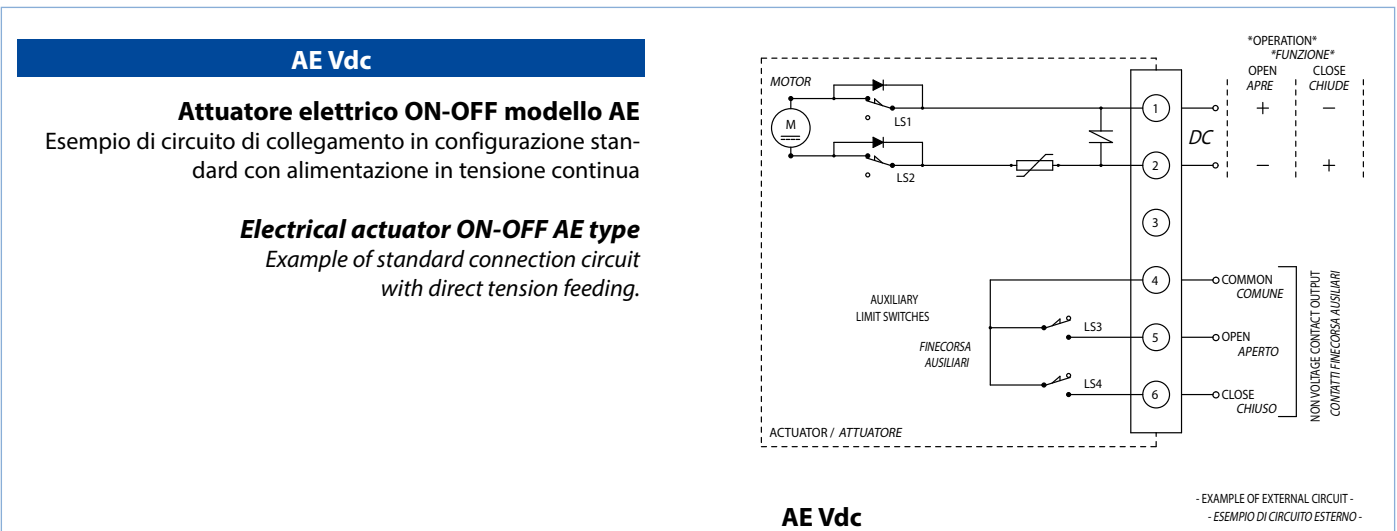 AE Vdc
Attuatore elettrico ON-OFF modello AE
Esempio di circuito di collegamento in configurazione stan-
dard con alimentazione in tensione continua
Electrical actuator ON-OFF AE type
Example of standard connection circuit
with direct tension feeding.
*OPERATION*
*FUNZIONE*
OPEN CLOSE
APRE CHIUDE
MOTOR
M
LS1
LS2
1
2
3
4
5
6
DC
+ −
− +
AUXILIARY
LIMIT SWITCHES
FINECORSA
AUSILIARI
LS3
LS4
COMMON
COMUNE
OPEN
APERTO
CLOSE
CHIUSO
NON VOLTAGE CONTACT OUTPUT
CONTATTI FINECORSA AUSILIARI
ACTUATOR / ATTUATORE
AE Vdc
- EXAMPLE OF EXTERNAL CIRCUIT -
- ESEMPIO DI CIRCUITO ESTERNO -